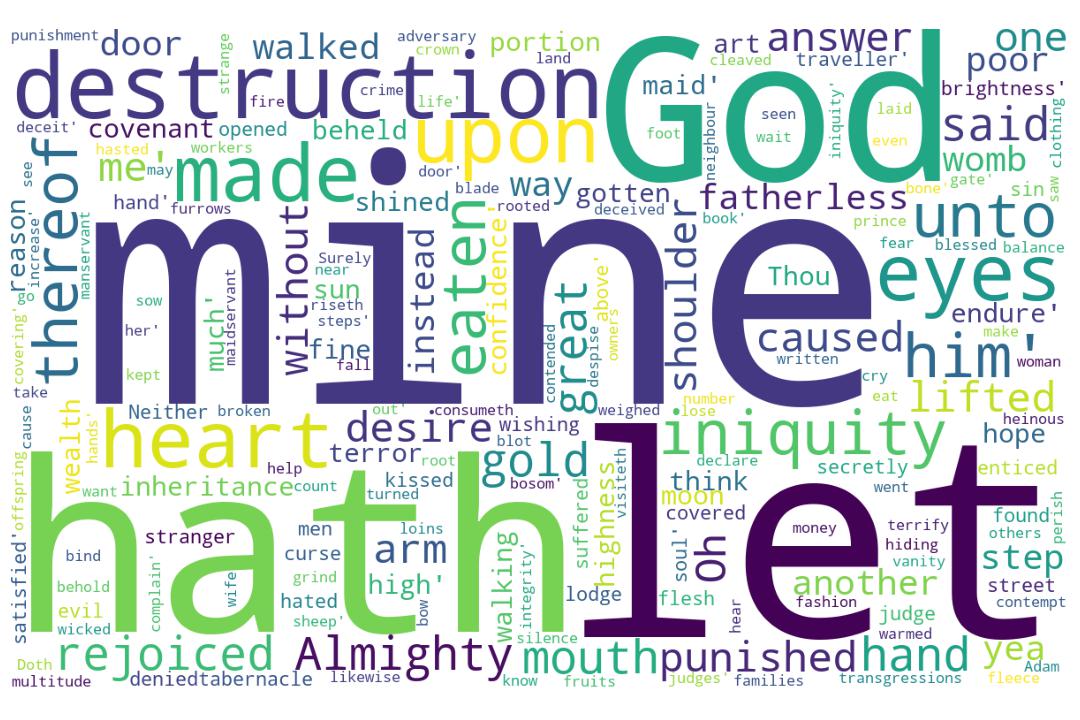 punishment
door
strange
walked
adversary
crown
portion
land
art
cleaved
answer
traveller'
one
poor
destruction
God
fire
crime
life'
maid'
brightness'
deceit'
covenant
opened
beheld
upon
foot
neighbour
seen
wait
iniquity'
laid
even
said
clothing
see
hasted
thereof
me'
may
workers
made
door'
blade
way
gotten
womb
bone'
gate'
sin
saw
hand'
furrows
shined
rooted
deceived
fatherless
book'
prince
unto
reason
increase'
go
manservant
mine
without
Surely
near
sun
riseth
steps'
fine
fall
instead
eaten
confidence'
great
above'
shoulder
Thou
fear
blessed
balance
eyes
covering'
sow
her'
much'
maidservant
kept
contended
despise
owners
caused
written
endure'
make
him'
woman
take
cry
eat
lifted
cause
wealth
hands'
Neither
broken
out'
consumeth
weighed
number
lose
heinous
heart
desire
wishing
iniquity
hope
terror
blot
root
gold
declare
secretly
enticed
offspring
want
inheritance
help
count
kissed
turned
bosom'
highness
visiteth
think
moon
went
hath
let
stranger
men
loins
suffered
covered
money
terrify
found
others
perish
satisfied'
bind
curse
arm
soul'
Oh
hiding
vanity
step
behold
complain'
wife
grind
high'
walking
integrity'
another
street
evil
hated
lodge
flesh
fashion
contempt
wicked
sheep'
bow
hear
judge
warmed
silence
Doth
rejoiced
Almighty
mouth
punished
hand
yea
Adam
multitude
denied
tabernacle
likewise
know
fruits
judges'
families
transgressions
fleece